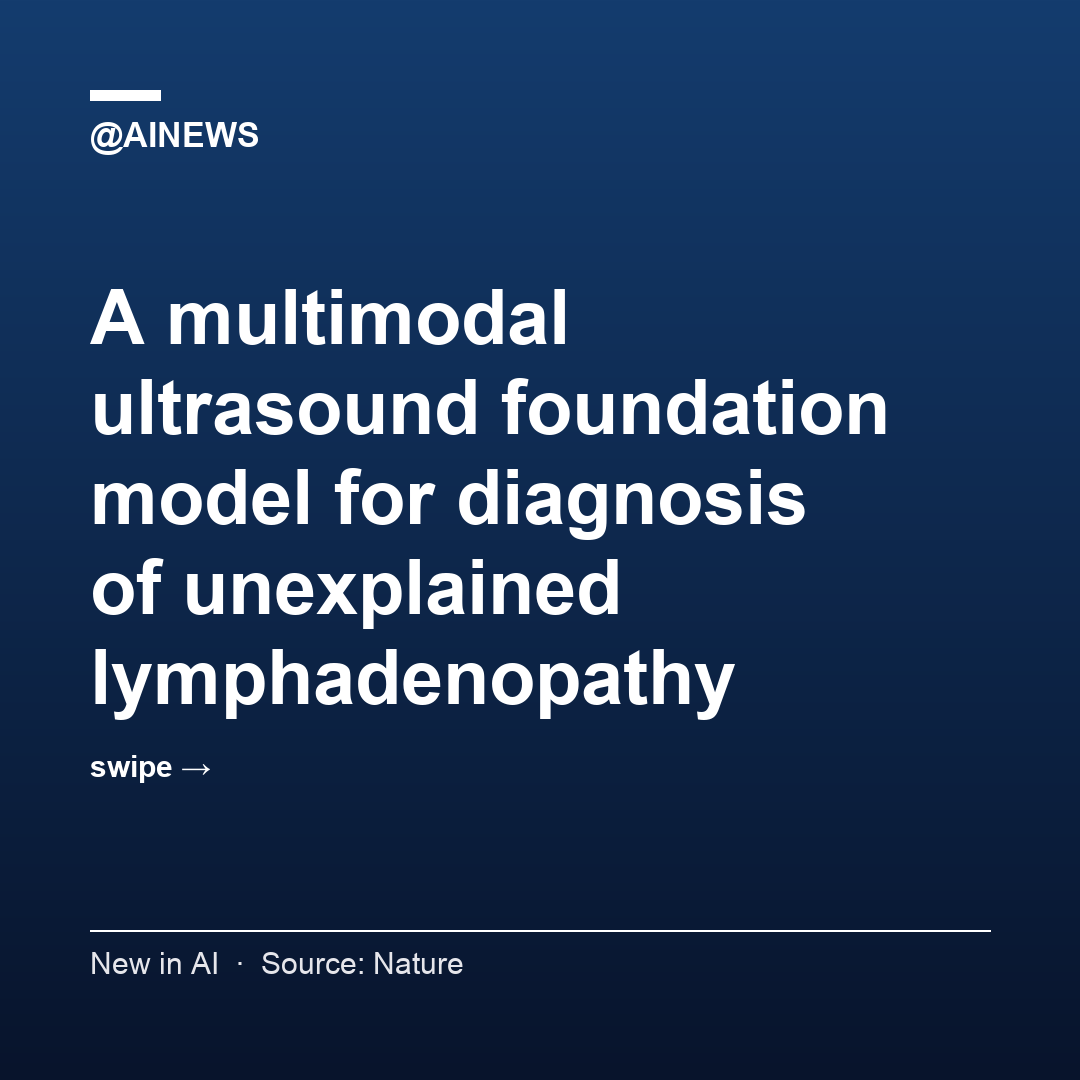 @AINEWS
A multimodal
ultrasound foundation
model for diagnosis
of unexplained
lymphadenopathy
swipe →
New in AI · Source: Nature